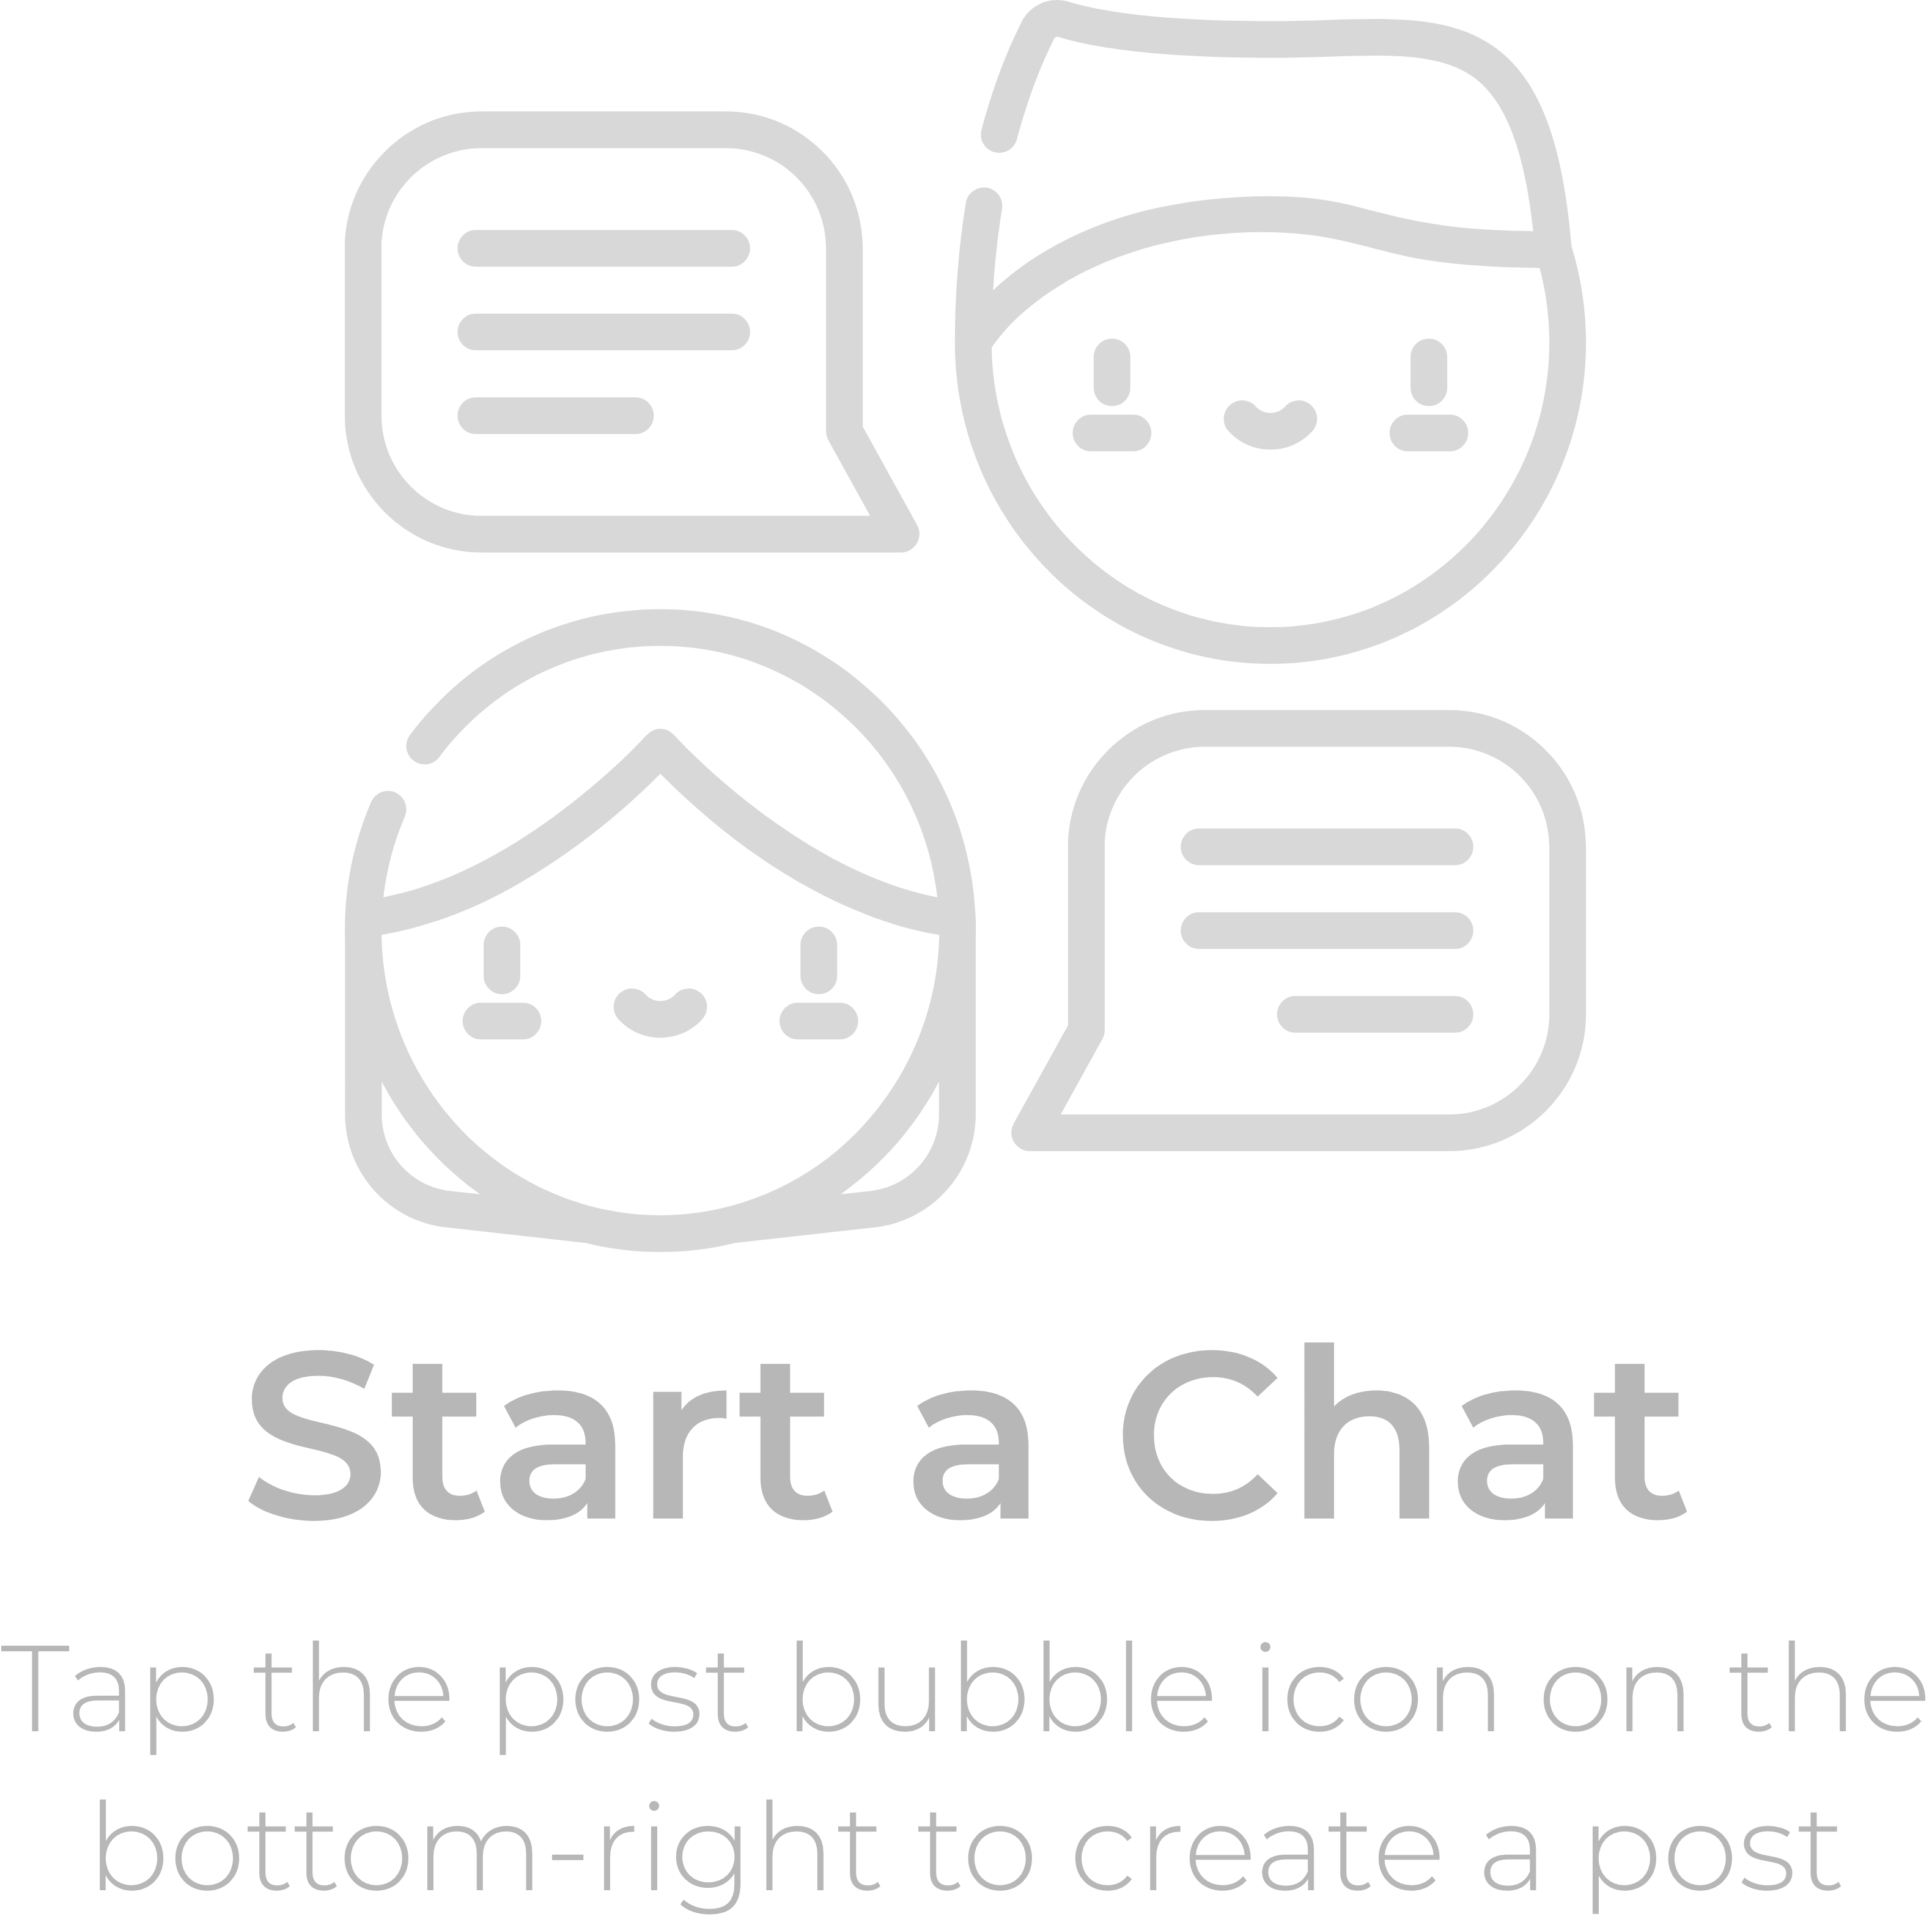 Start a Chat
Tap the post bubble icon on the
bottom-right to create a post